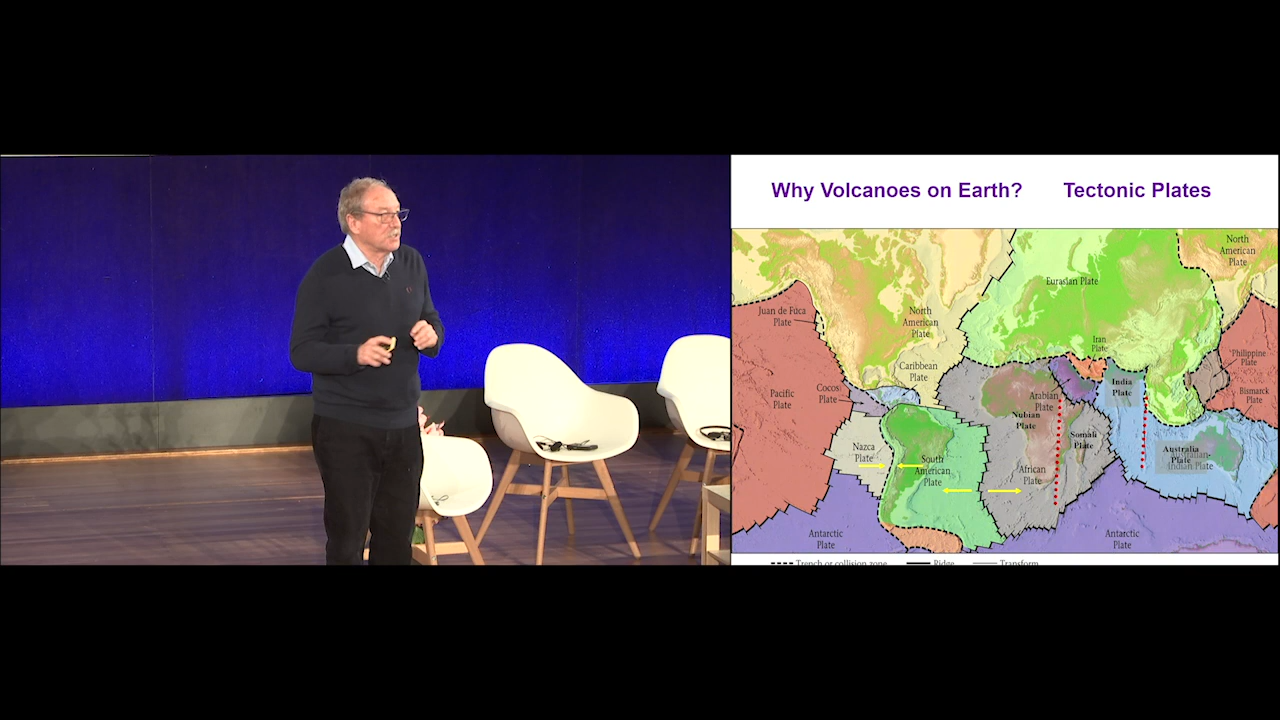 Why Volcanoes on Earth? Tectonic Plates
North
American
Plate
Eurasian Plate
Juan de Fuca
Plate
North
American
Plate
Iran
Plate
Philippine
Plate
Caribbean
Plate
India
Plate
Cocos
Plate
Pacific
Plate
Arabian
Plate
Bismarck
Plate
Nubian
Plate
Somali
Plate
Nazca
Plate
South
American
Plate
Australia
Plate
Indian Plate
African
Plate
Antarctic
Plate
Antarctic
Plate
Trench or collision zone Ridge Transform